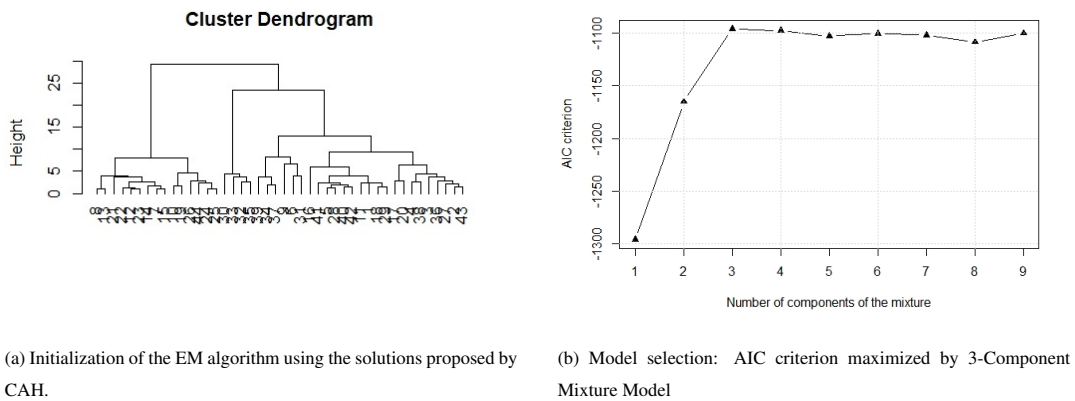 Cluster Dendrogram
Height
25
15
5
0
AIC criterion
-1100
-1150
-1200
-1250
-1300
1 2 3 4 5 6 7 8 9
Number of components of the mixture
(a) Initialization of the EM algorithm using the solutions proposed by
CAH.
(b) Model selection: AIC criterion maximized by 3-Component
Mixture Model